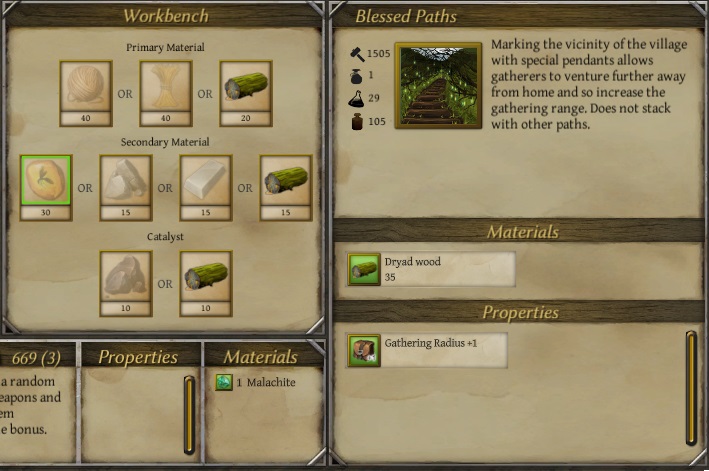 Workbench
Primary Material
40 OR 40 OR 20
Secondary Material
30 OR 15 OR 15 OR 15
Catalyst
10 OR 10
669 (3)
a random
eapons and
em
e bonus.
Properties
Materials
1 Malachite
Blessed Paths
1505
1
29
105
Marking the vicinity of the village
with special pendants allows
gatherers to venture further away
from home and so increase the
gathering range. Does not stack
with other paths.
Materials
Dryad wood
35
Properties
Gathering Radius +1